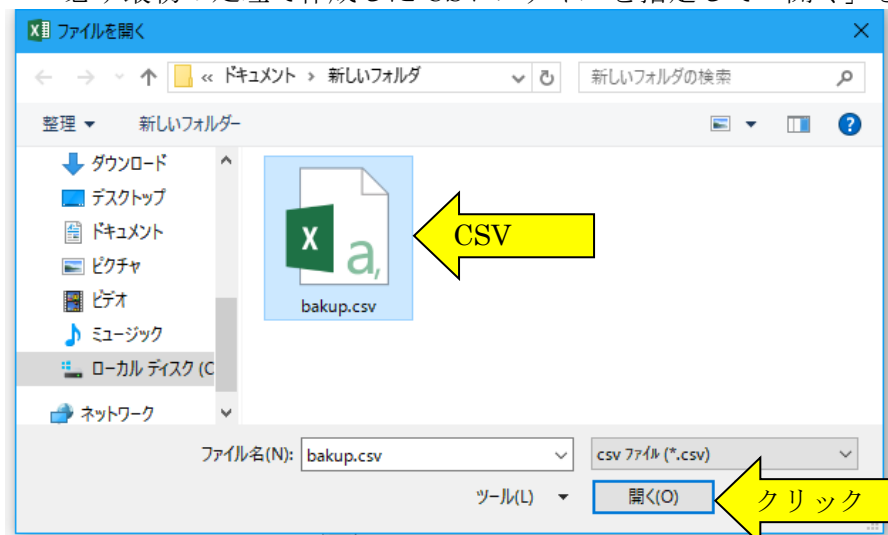 ファイルを開く
« ドキュメント › 新しいフォルダ
新しいフォルダの検索
整理
新しいフォルダー
ダウンロード
デスクトップ
ドキュメント
ピクチャ
ビデオ
ミュージック
ローカル ディスク (C
ネットワーク
bakup.csv
CSV
ファイル名(N): bakup.csv
csv ファイル (*.csv)
ツール(L)
開く(O)
クリック